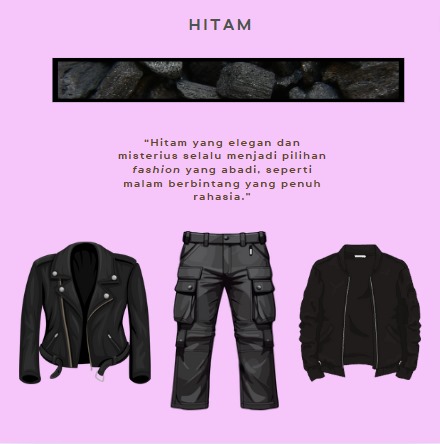 HITAM
"Hitam yang elegan dan
misterius selalu menjadi pilihan
fashion yang abadi, seperti
malam berbintang yang penuh
rahasia."